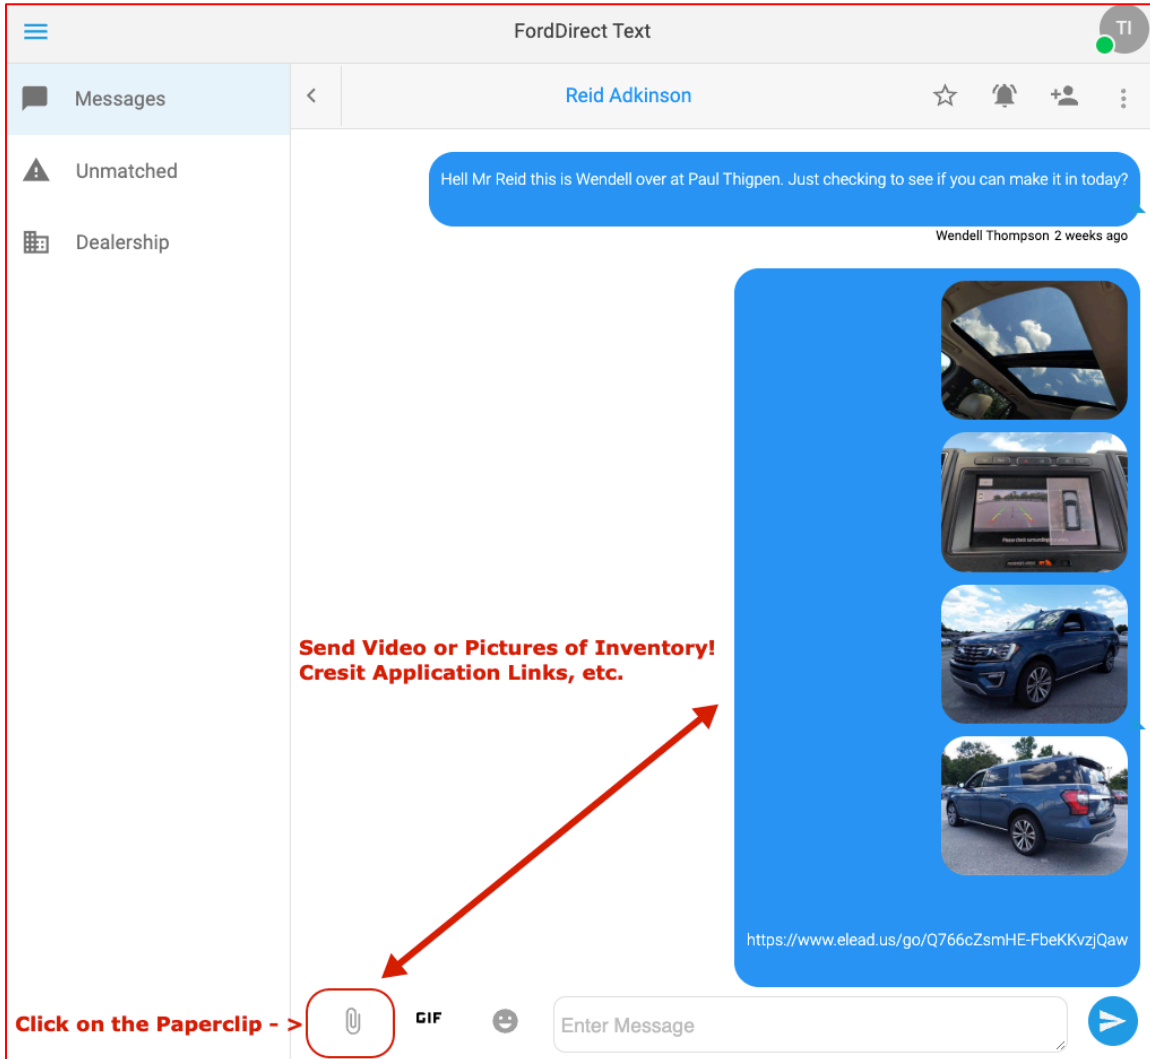 FordDirect Text
TI
Messages
Reid Adkinson
Unmatched
Dealership
Hell Mr Reid this is Wendell over at Paul Thigpen. Just checking to see if you can make it in today?
Wendell Thompson 2 weeks ago
Send Video or Pictures of Inventory!
Cresit Application Links, etc.
https://www.elead.us/go/Q766cZsmHE-FbeKKvzjQaw
Click on the Paperclip - >
GIF
Enter Message